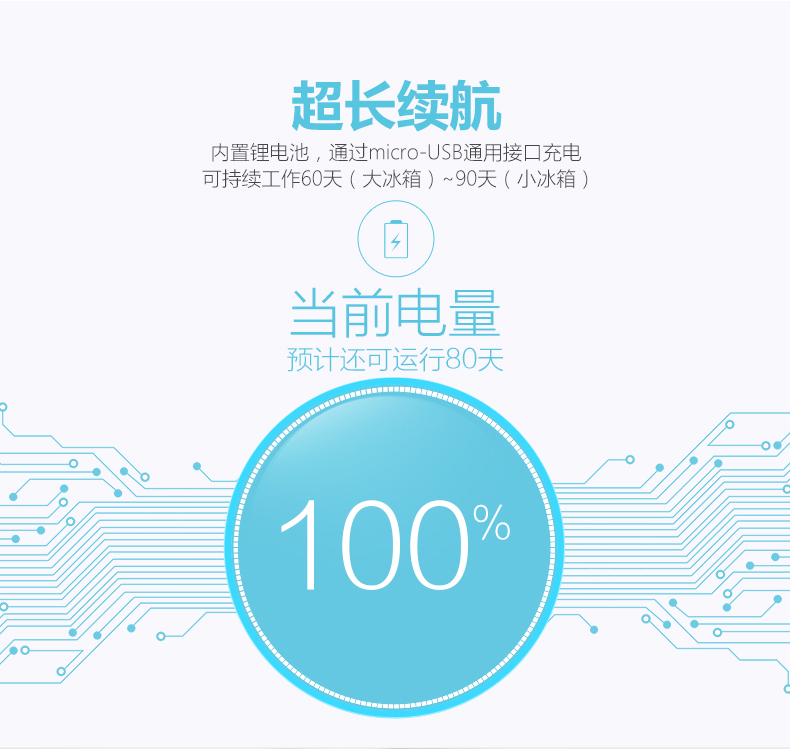 超长续航
内置锂电池，通过micro-USB通用接口充电
可持续工作60天（大冰箱）~90天（小冰箱）
当前电量
预计还可运行80天
100%